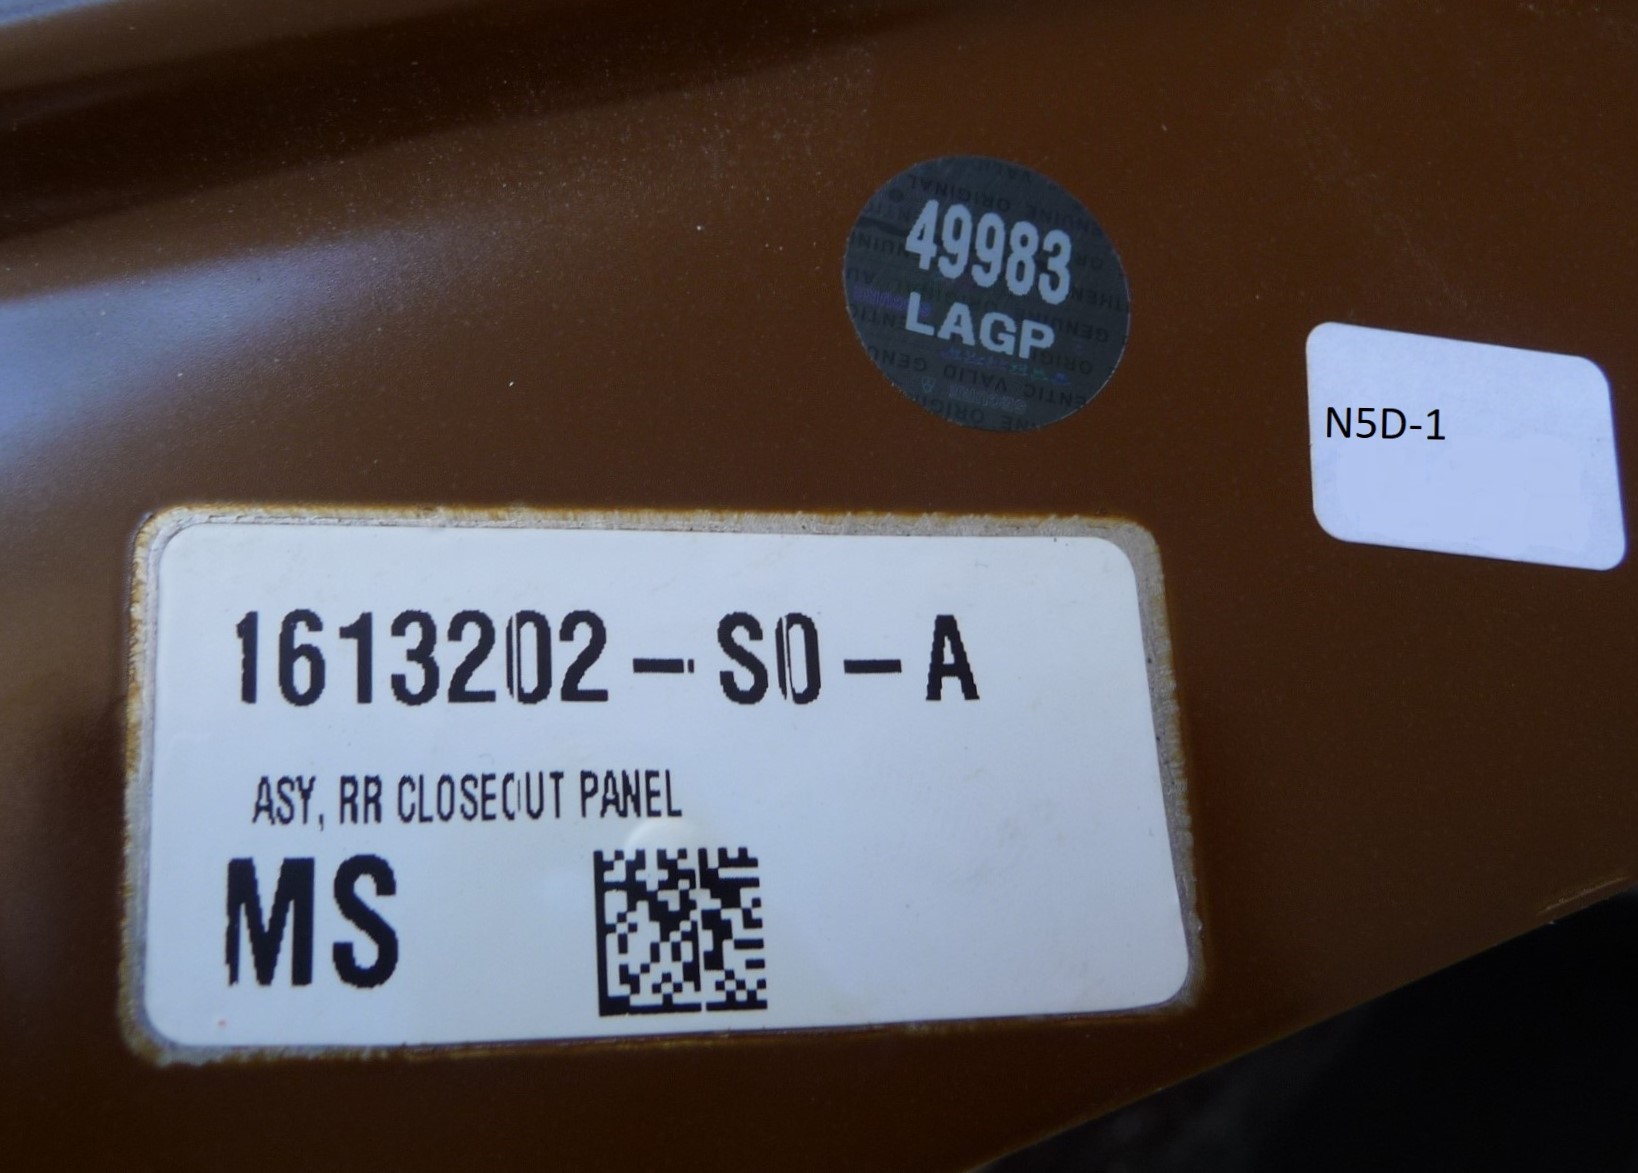 49983
LAGP
N5D-1
1613202-S0-A
ASY, RR CLOSEOUT PANEL
MS